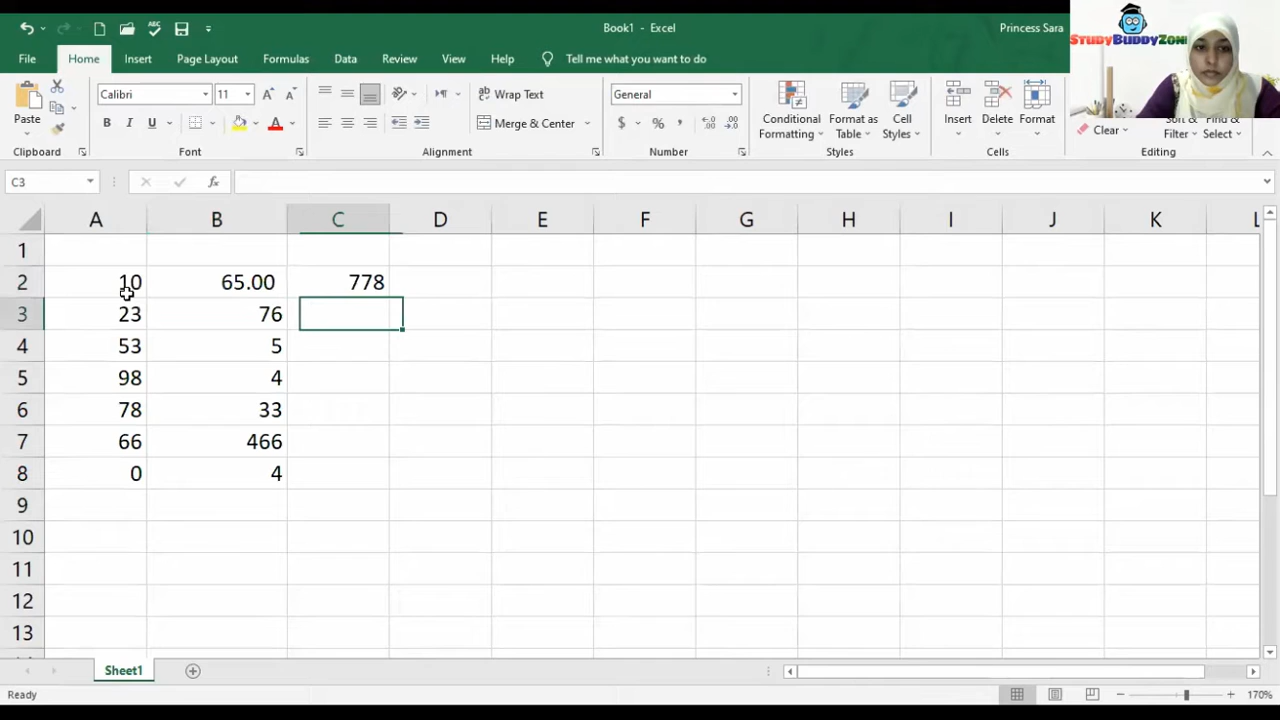 Book1 - Excel
Princess Sara
StudyBuddyZon
File Home Insert Page Layout Formulas Data Review View Help Tell me what you want to do
Calibri 11 Wrap Text General
Paste B I U Merge & Center $ % Conditional Formatting Format as Table Cell Styles Insert Delete Format Clear Sort & Filter Find & Select
Clipboard Font Alignment Number Styles Cells Editing
C3 fx
A B C D E F G H I J K L
1
2 10 65.00 778
3 23 76
4 53 5
5 98 4
6 78 33
7 66 466
8 0 4
9
10
11
12
13
Sheet1
Ready 170%